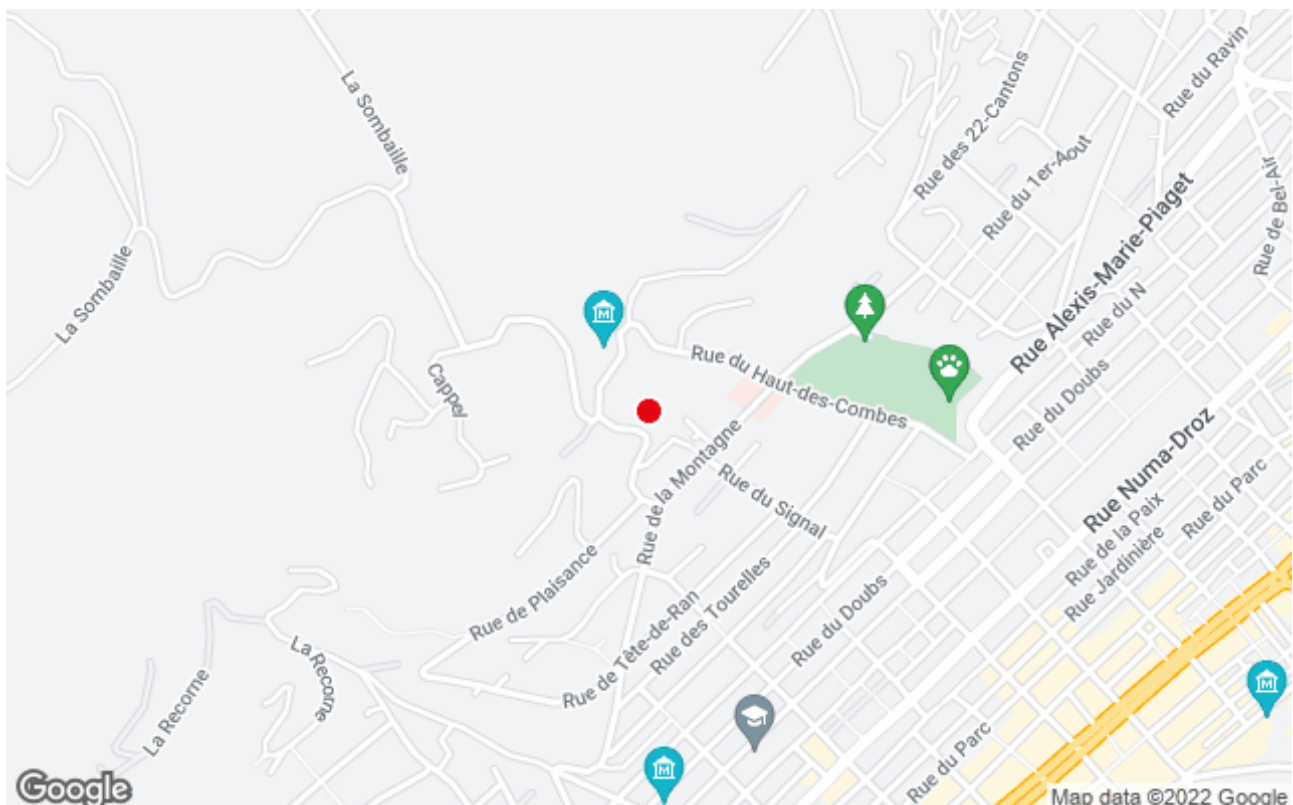 Rue du Ravin
La Sombaille
Rue des 22-Cantons
Rue du 1er-Aout
Rue de Bel-Air
Rue Alexis-Marie-Piaget
La Sombaille
Rue du N
Rue du Haut-des-Combes
Rue du Doubs
Cappel
Rue Numa-Droz
Rue de la Montagne
Rue du Parc
Rue du Signal
Rue de la Paix
Rue Jardinière
Rue de Plaisance
Rue des Tourelles
Rue du Doubs
Rue de Tête-de-Ran
La Recorne
La Recorne
Rue du Parc
M
M
M
Google
Map data ©2022 Google